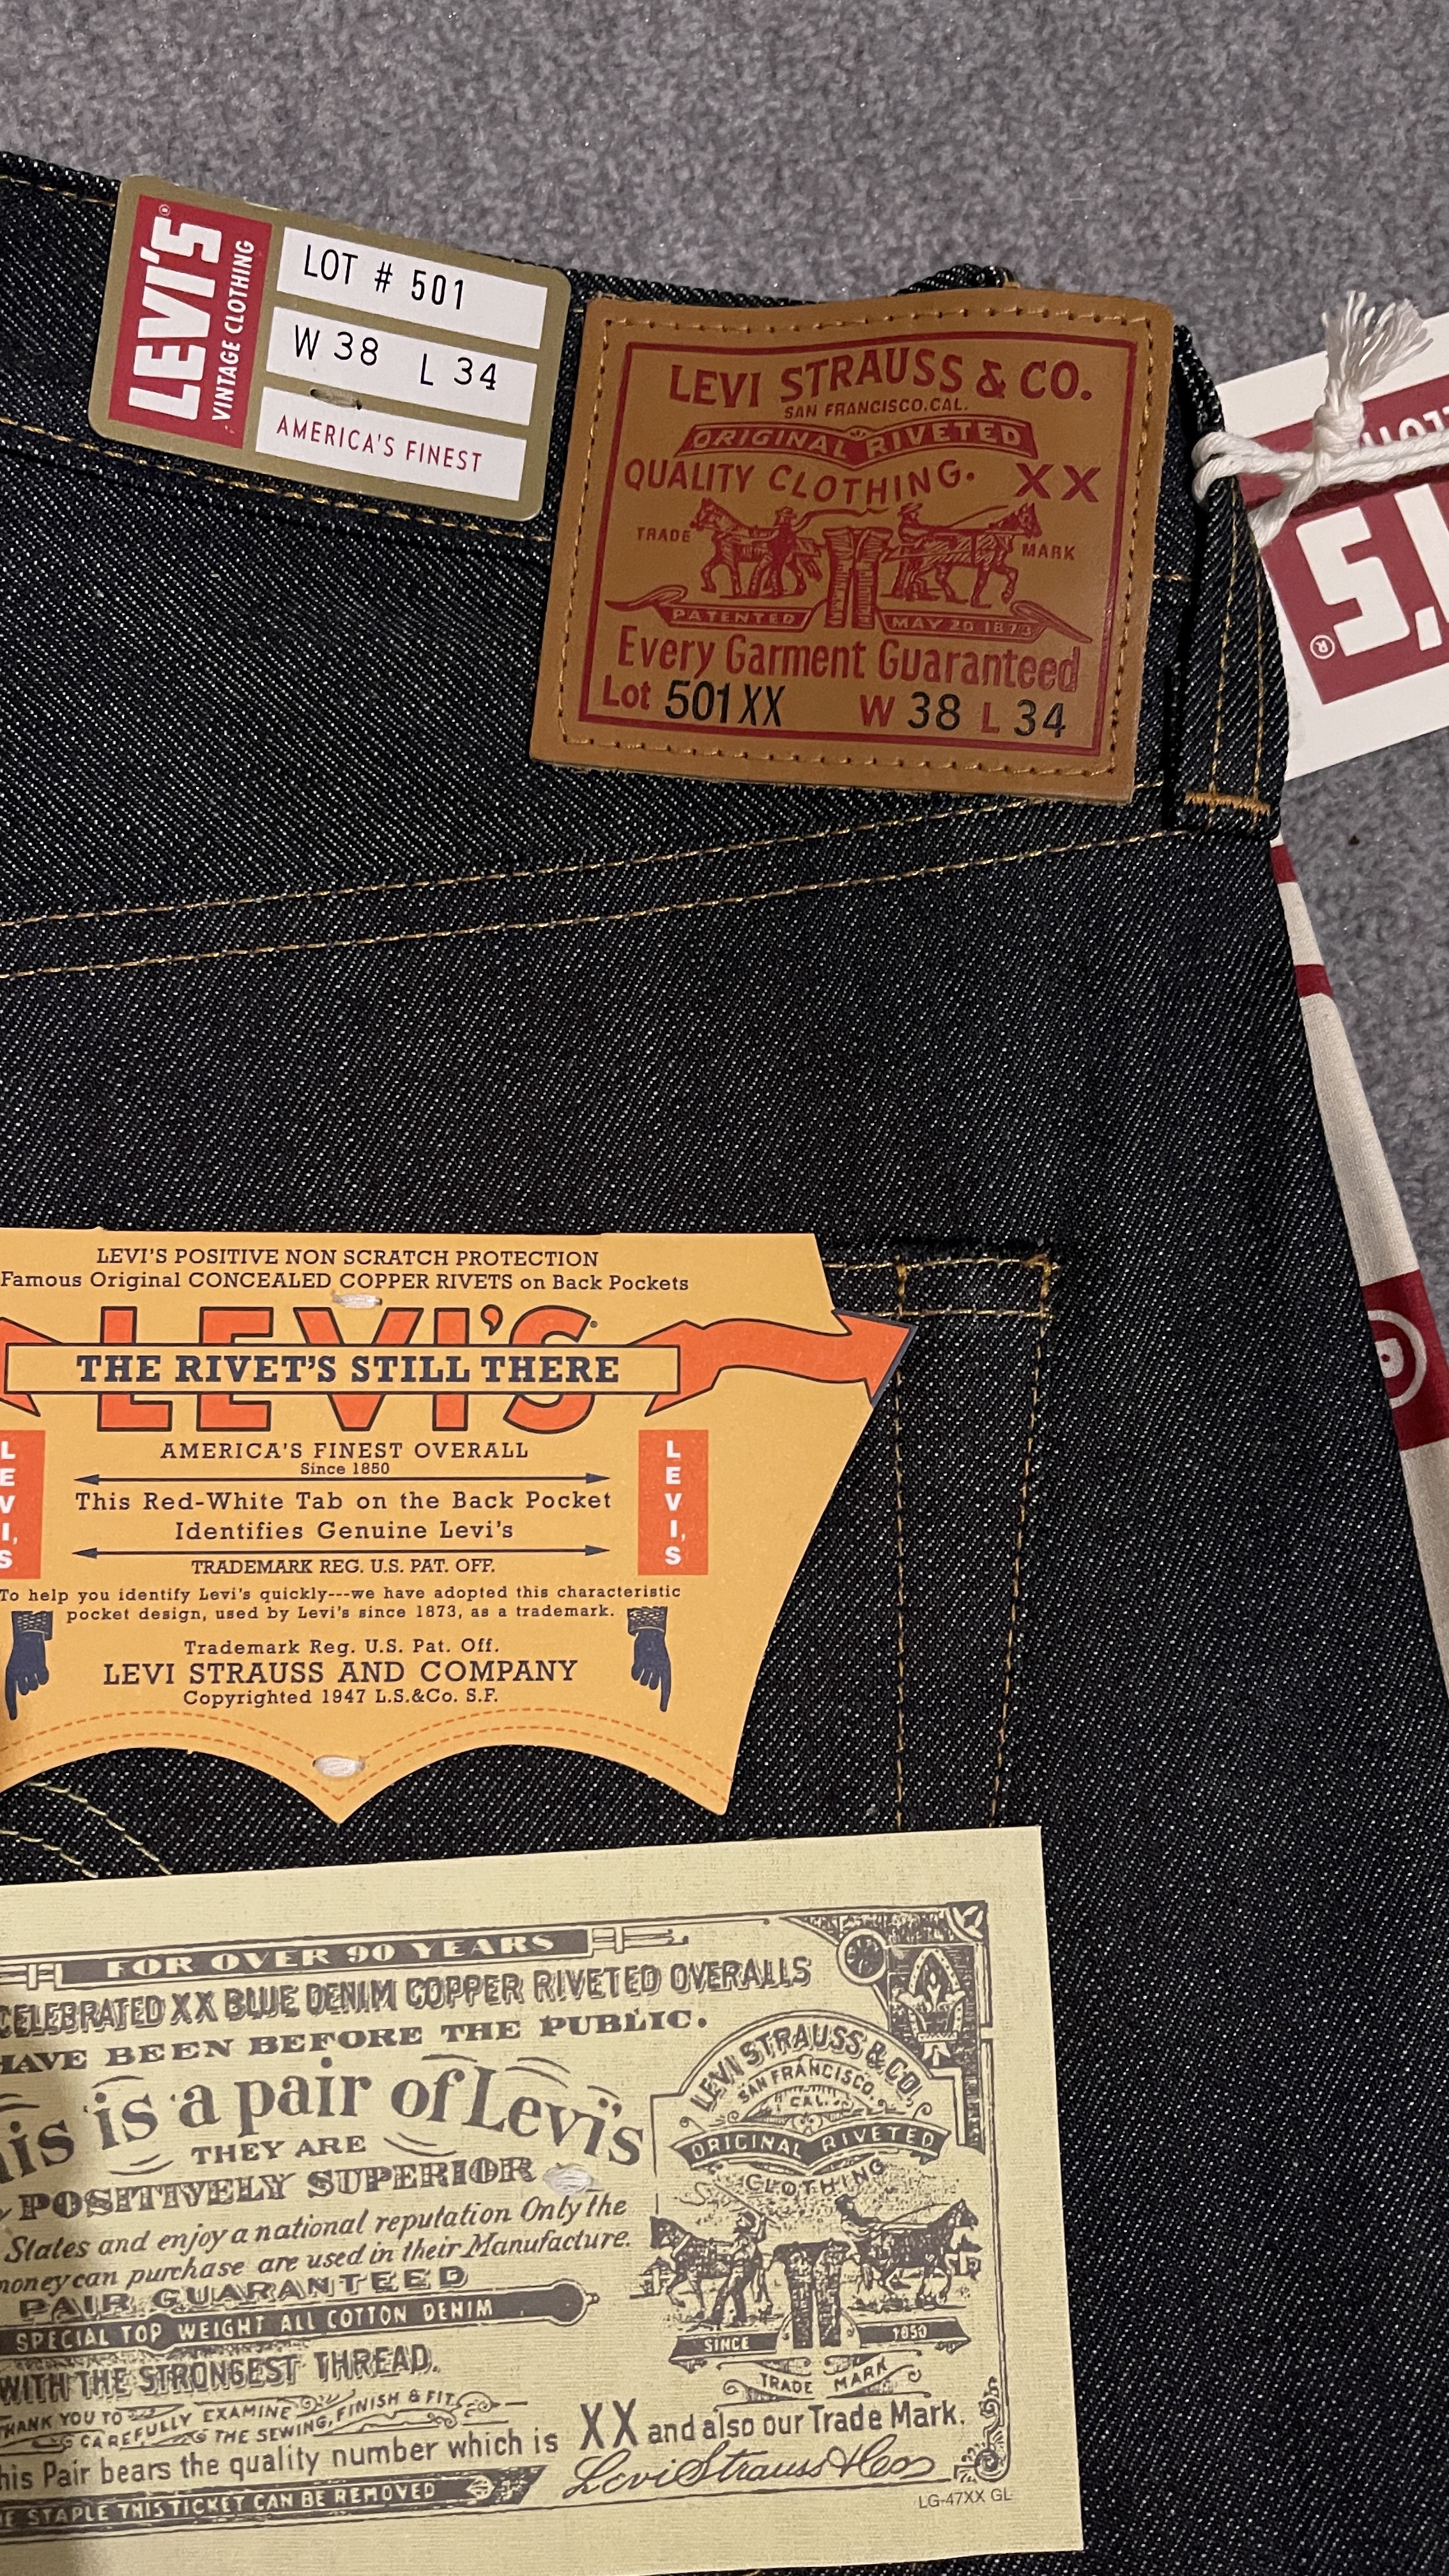 LEVI'S®
VINTAGE CLOTHING
LOT # 501
W 38 L 34
AMERICA'S FINEST
LEVI STRAUSS & CO.
SAN FRANCISCO.CAL.
ORIGINAL RIVETED
QUALITY CLOTHING. XX
TRADE MARK
PATENTED MAY 20 1873
Every Garment Guaranteed
Lot 501XX W 38 L 34
®
LEVI'S POSITIVE NON SCRATCH PROTECTION
Famous Original CONCEALED COPPER RIVETS on Back Pockets
LEVI'S®
THE RIVET'S STILL THERE
AMERICA'S FINEST OVERALL
Since 1850
This Red-White Tab on the Back Pocket
Identifies Genuine Levi's
TRADEMARK REG. U.S. PAT. OFF.
LEVI'S
LEVI'S
To help you identify Levi's quickly---we have adopted this characteristic
pocket design, used by Levi's since 1873, as a trademark.
Trademark Reg. U.S. Pat. Off.
LEVI STRAUSS AND COMPANY
Copyrighted 1947 L.S.&Co. S.F.
FOR OVER 90 YEARS
CELEBRATED XX BLUE DENIM COPPER RIVETED OVERALLS
HAVE BEEN BEFORE THE PUBLIC.
is a pair of Levi's
THEY ARE
POSITIVELY SUPERIOR
States and enjoy a national reputation Only the
money can purchase are used in their Manufacture.
PAIR GUARANTEED
SPECIAL TOP WEIGHT ALL COTTON DENIM
WITH THE STRONGEST THREAD.
THANK YOU TO CAREFULLY EXAMINE THE SEWING, FINISH & FIT
This Pair bears the quality number which is XX and also our Trade Mark.
STAPLE THIS TICKET CAN BE REMOVED
Levi Strauss & Co
LEVI STRAUSS & CO.
SAN FRANCISCO.
CAL.
ORIGINAL RIVETED
CLOTHING
SINCE 1850
TRADE MARK
LG-47XX GL